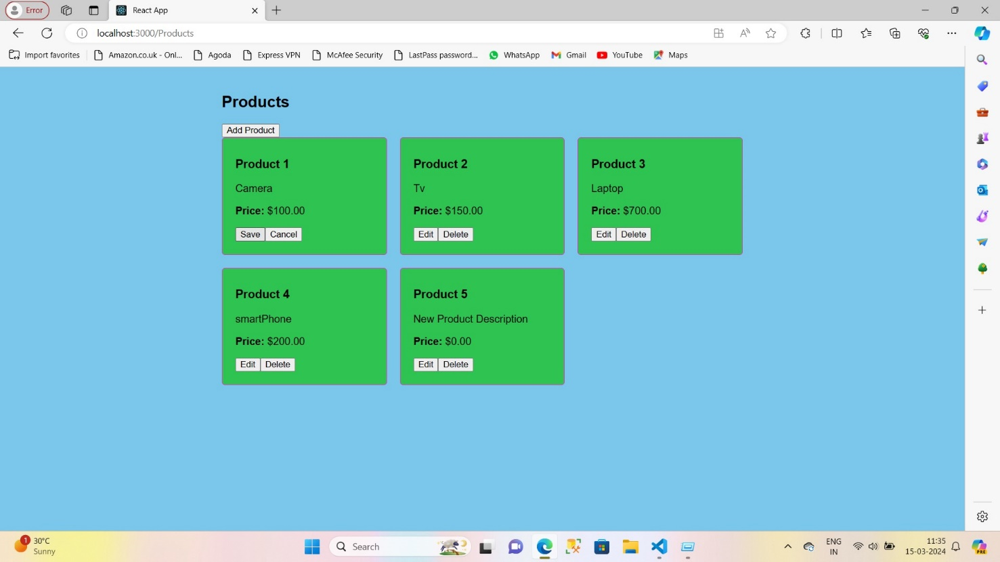 Error
React App
localhost:3000/Products
Import favorites
Amazon.co.uk - Onl...
Agoda
Express VPN
McAfee Security
LastPass password...
WhatsApp
Gmail
YouTube
Maps
Products
Add Product
Product 1
Camera
Price: $100.00
Save Cancel
Product 2
Tv
Price: $150.00
Edit Delete
Product 3
Laptop
Price: $700.00
Edit Delete
Product 4
smartPhone
Price: $200.00
Edit Delete
Product 5
New Product Description
Price: $0.00
Edit Delete
1
30°C
Sunny
Search
ENG
IN
11:35
15-03-2024
PRE